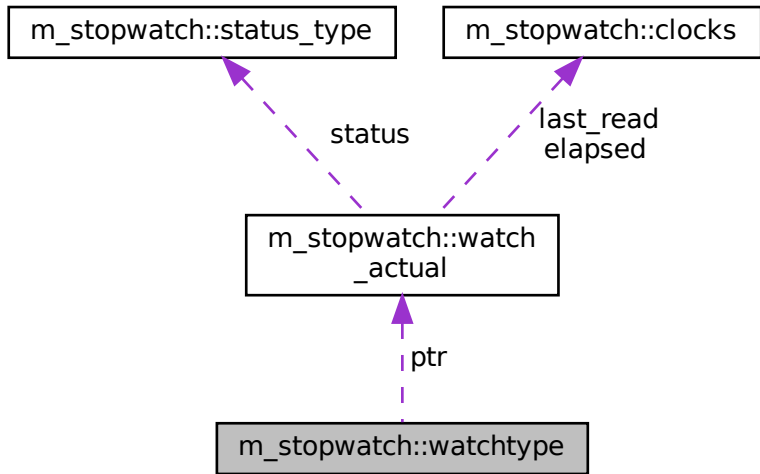 m_stopwatch::status_type
m_stopwatch::clocks
status
last_read
elapsed
m_stopwatch::watch
_actual
ptr
m_stopwatch::watchtype